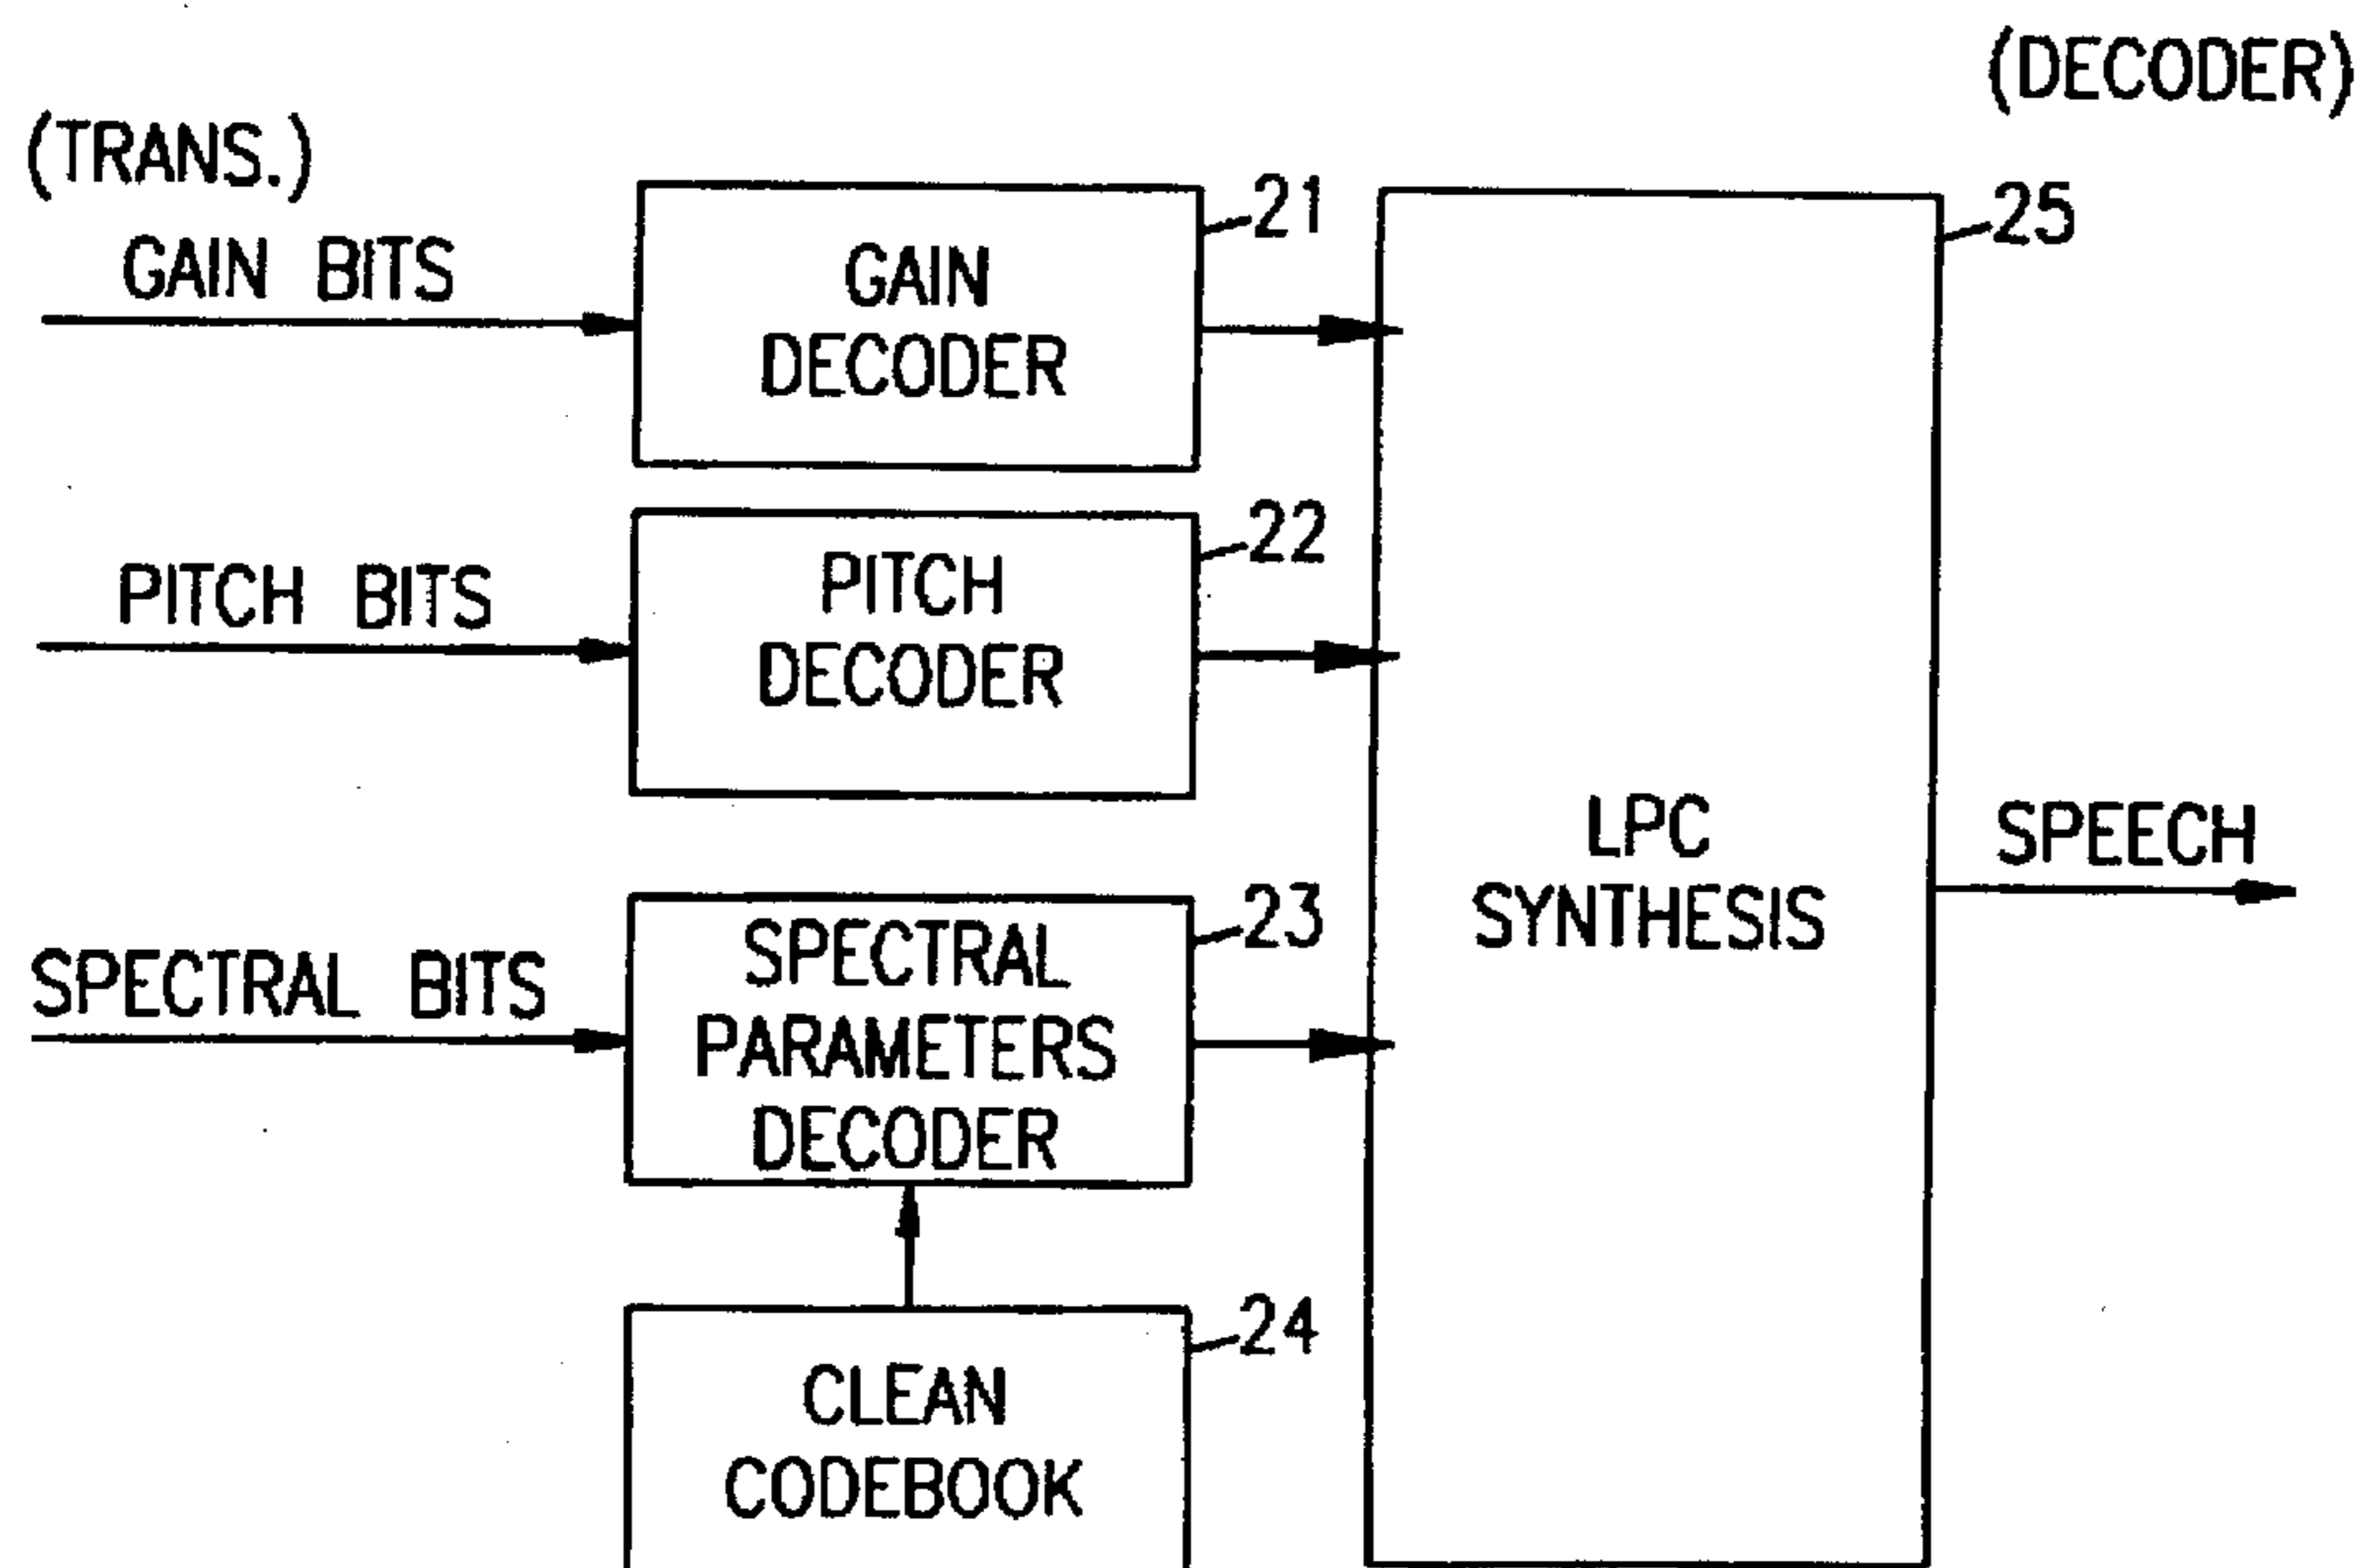 (DECODER)
(TRANS.)
GAIN BITS
GAIN
DECODER
21
25
PITCH BITS
PITCH
DECODER
22
LPC
SYNTHESIS
SPEECH
SPECTRAL BITS
SPECTRAL
PARAMETERS
DECODER
23
CLEAN
CODEBOOK
24